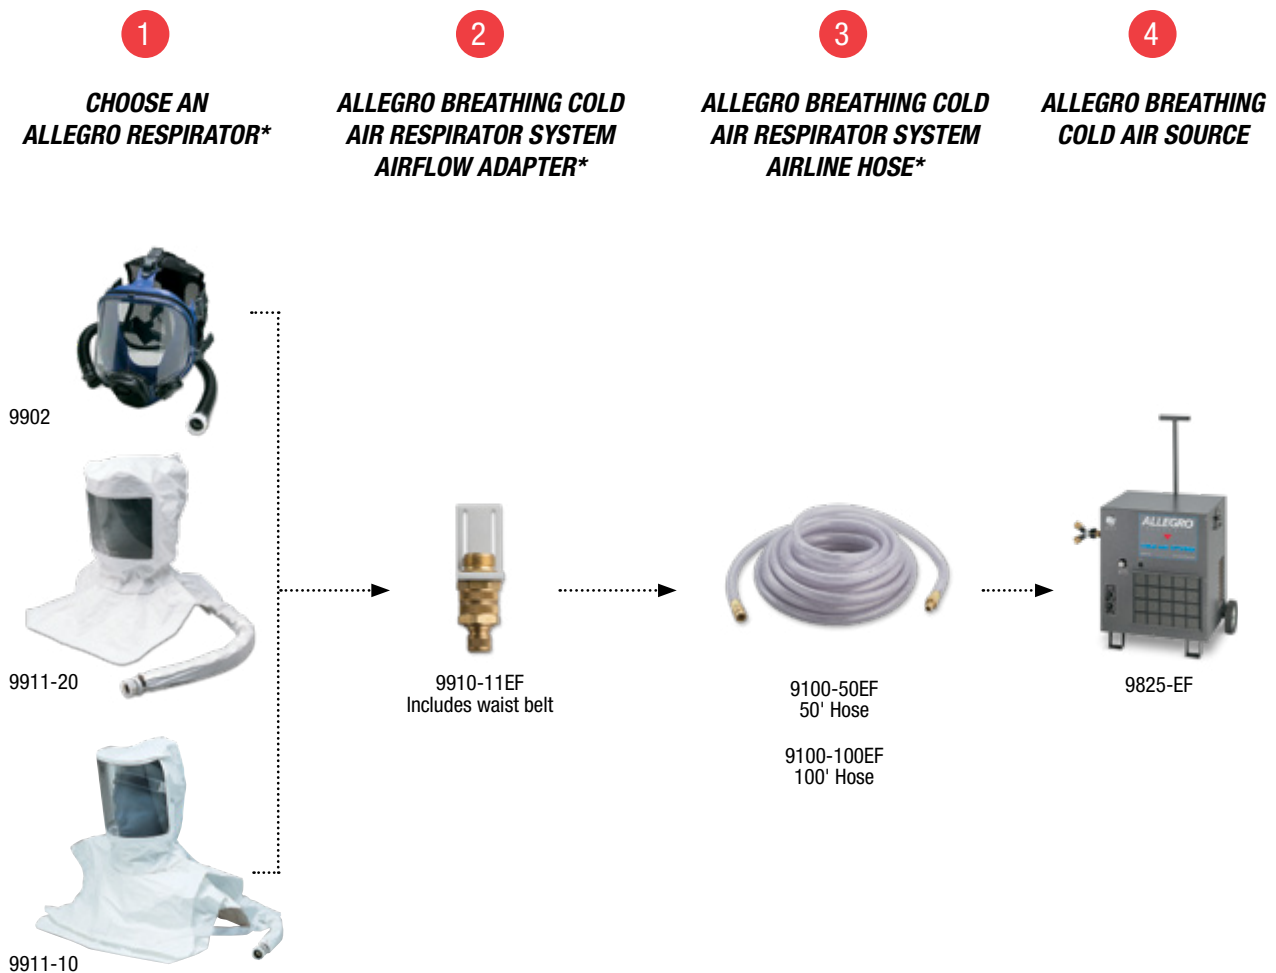 1
CHOOSE AN
ALLEGRO RESPIRATOR*
2
ALLEGRO BREATHING COLD
AIR RESPIRATOR SYSTEM
AIRFLOW ADAPTER*
3
ALLEGRO BREATHING COLD
AIR RESPIRATOR SYSTEM
AIRLINE HOSE*
4
ALLEGRO BREATHING
COLD AIR SOURCE
9902
9911-20
9911-10
9910-11EF
Includes waist belt
9100-50EF
50' Hose
9100-100EF
100' Hose
ALLEGRO
9825-EF